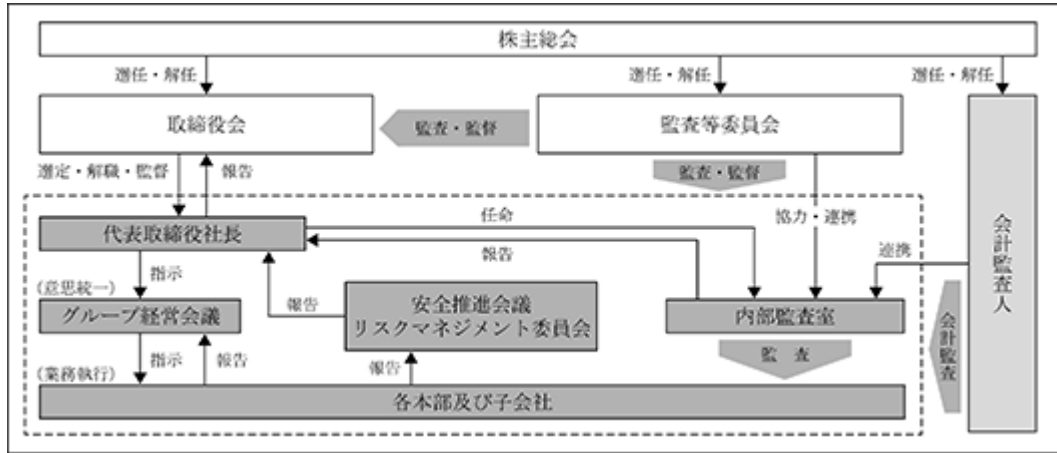 株主総会
選任・解任
選任・解任
選任・解任
取締役会
監査・監督
監査等委員会
選定・解職・監督
報告
監査・監督
協力・連携
代表取締役社長
任命
報告
連携
会計監査人
指示
(意思統一)
グループ経営会議
報告
安全推進会議
リスクマネジメント委員会
内部監査室
会計監査
指示
報告
報告
監　査
(業務執行)
各本部及び子会社